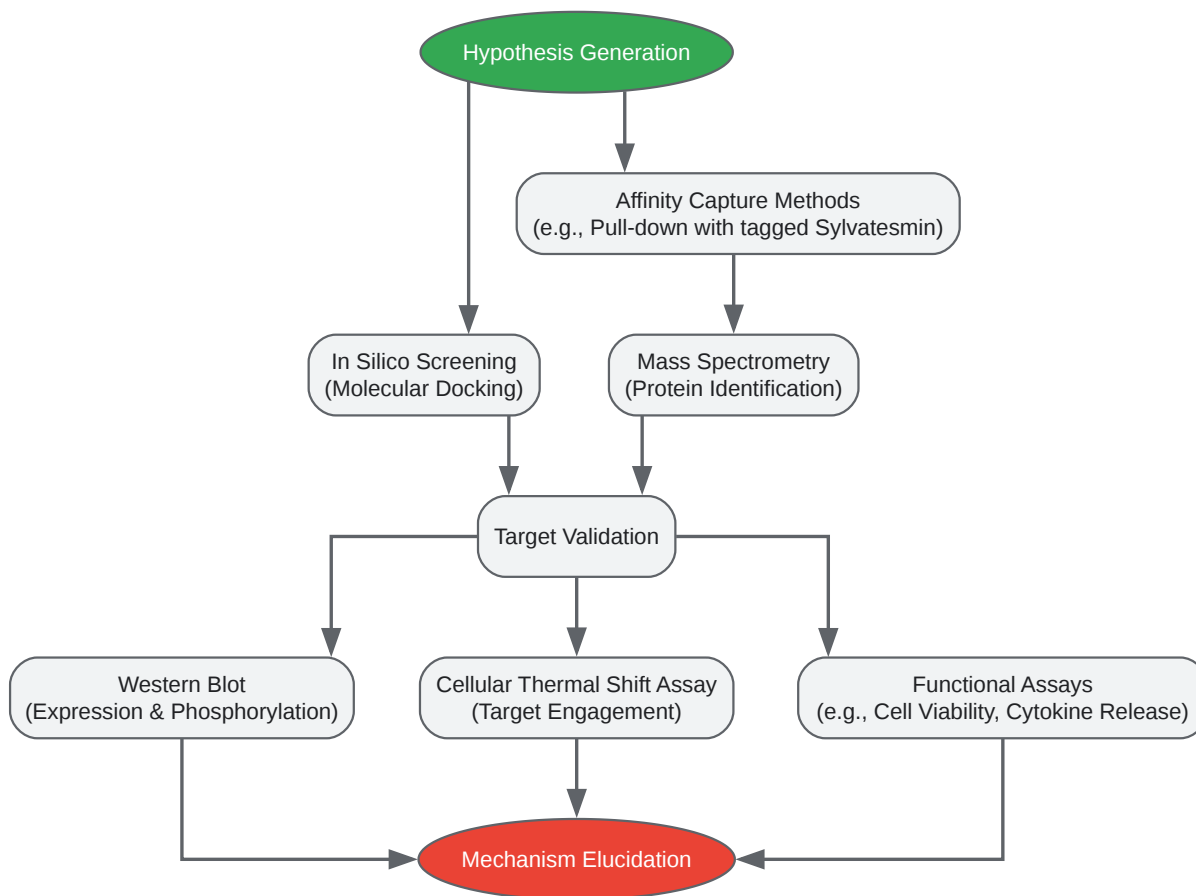 Hypothesis Generation
Affinity Capture Methods
(e.g., Pull-down with tagged Sylvatesmin)
In Silico Screening
(Molecular Docking)
Mass Spectrometry
(Protein Identification)
Target Validation
Western Blot
(Expression & Phosphorylation)
Cellular Thermal Shift Assay
(Target Engagement)
Functional Assays
(e.g., Cell Viability, Cytokine Release)
Mechanism Elucidation